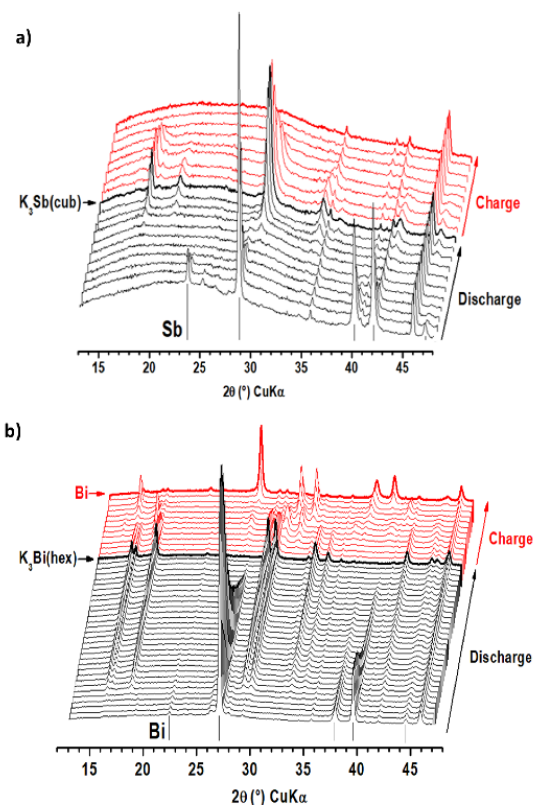 a)
K3Sb(cub)
Charge
Discharge
Sb
15 20 25 30 35 40 45
2θ (°) CuKα
b)
Bi
K3Bi(hex)
Charge
Discharge
Bi
15 20 25 30 35 40 45
2θ (°) CuKα